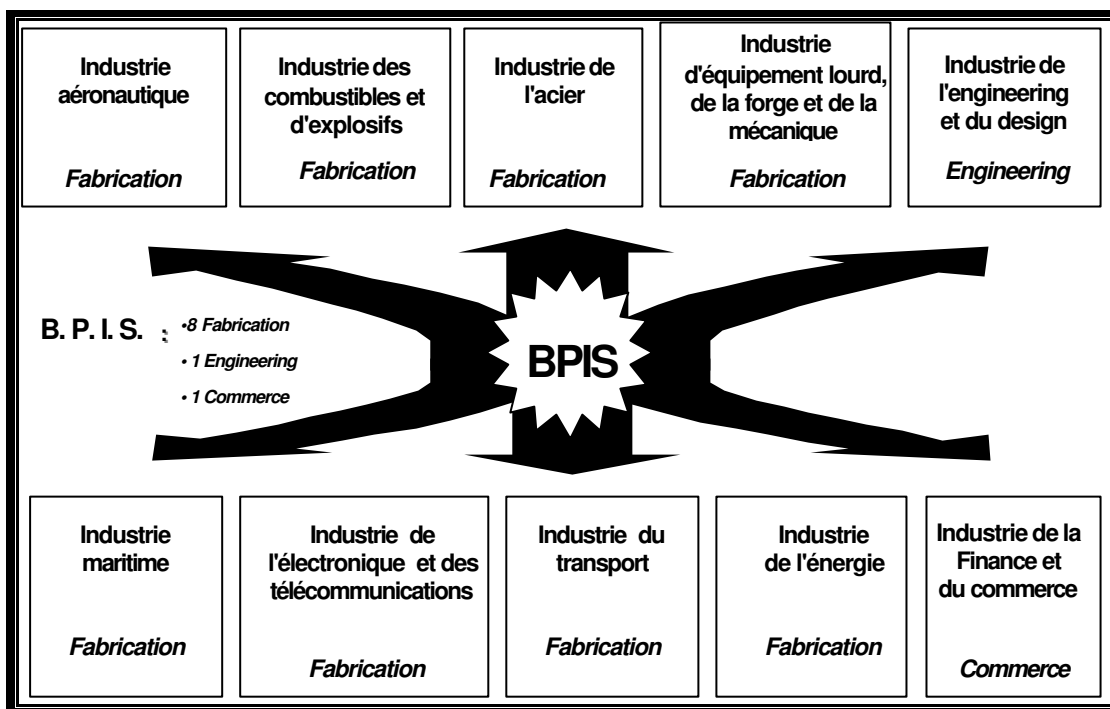 Industrie
aéronautique
Fabrication
Industrie des
combustibles et
d'explosifs
Fabrication
Industrie de
l'acier
Fabrication
Industrie
d'équipement lourd,
de la forge et de la
mécanique
Fabrication
Industrie de
l'engineering
et du design
Engineering
B. P. I. S. :
•8 Fabrication
• 1 Engineering
• 1 Commerce
BPIS
Industrie
maritime
Fabrication
Industrie de
l'électronique et des
télécommunications
Fabrication
Industrie du
transport
Fabrication
Industrie
de l'énergie
Fabrication
Industrie de la
Finance et
du commerce
Commerce